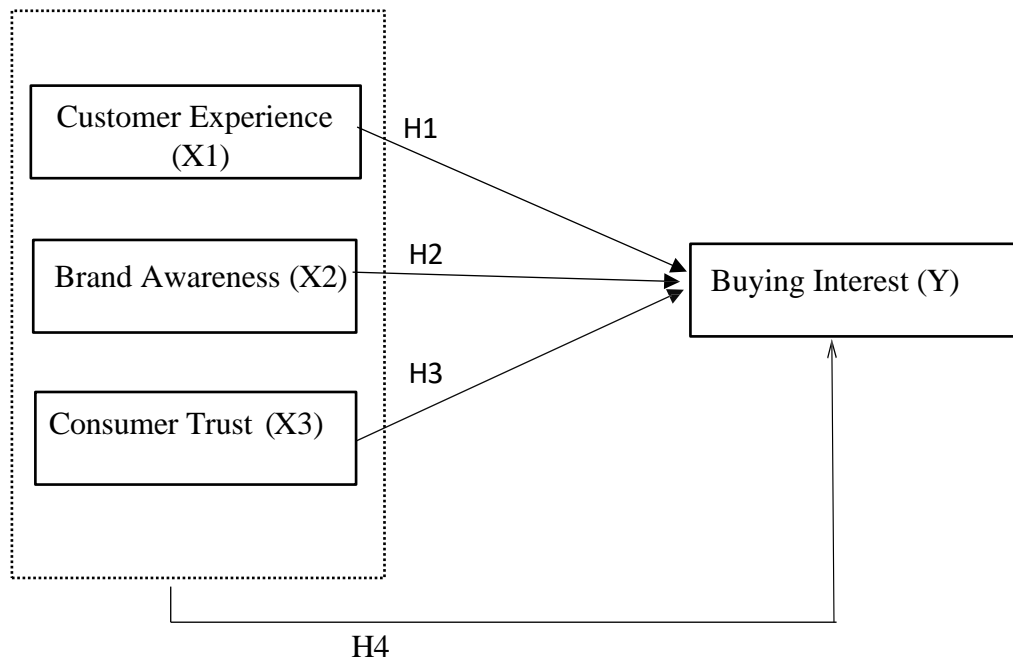 Customer Experience
(X1)
H1
Brand Awareness (X2)
H2
Buying Interest (Y)
Consumer Trust (X3)
H3
H4